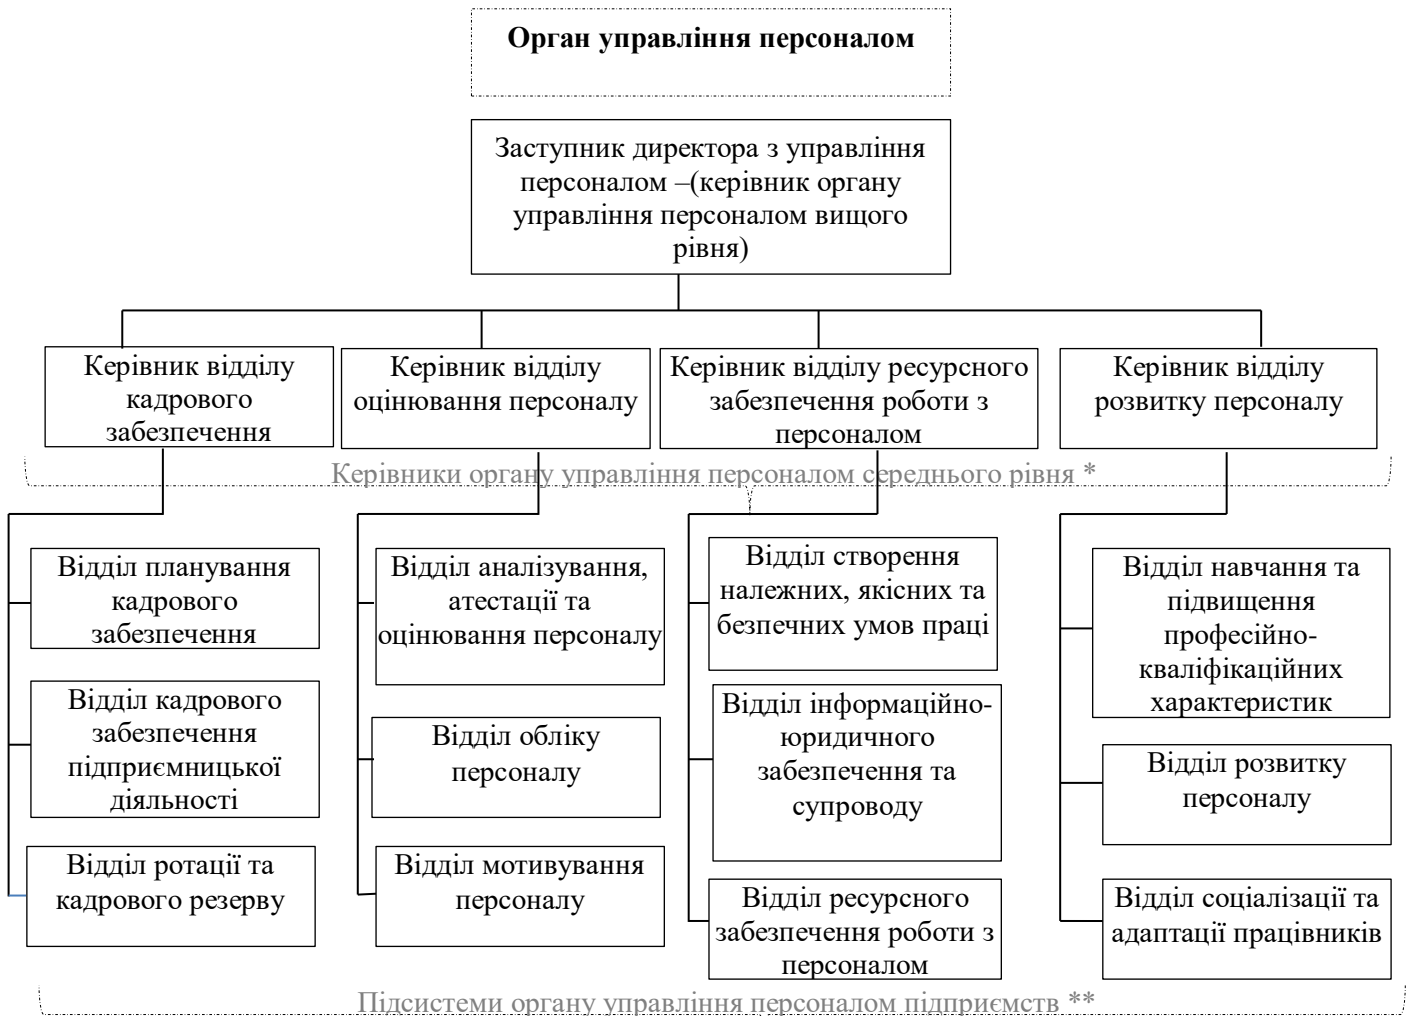 Орган управління персоналом
Заступник директора з управління
персоналом –(керівник органу
управління персоналом вищого
рівня)
Керівник відділу
кадрового
забезпечення
Керівник відділу
оцінювання персоналу
Керівник відділу ресурсного
забезпечення роботи з
персоналом
Керівник відділу
розвитку персоналу
Керівники органу управління персоналом середнього рівня *
Відділ планування
кадрового
забезпечення
Відділ кадрового
забезпечення
підприємницької
діяльності
Відділ ротації та
кадрового резерву
Відділ аналізування,
атестації та
оцінювання персоналу
Відділ обліку
персоналу
Відділ мотивування
персоналу
Відділ створення
належних, якісних та
безпечних умов праці
Відділ інформаційно-
юридичного
забезпечення та
супроводу
Відділ ресурсного
забезпечення роботи з
персоналом
Відділ навчання та
підвищення
професійно-
кваліфікаційних
характеристик
Відділ розвитку
персоналу
Відділ соціалізації та
адаптації працівників
Підсистеми органу управління персоналом підприємств **